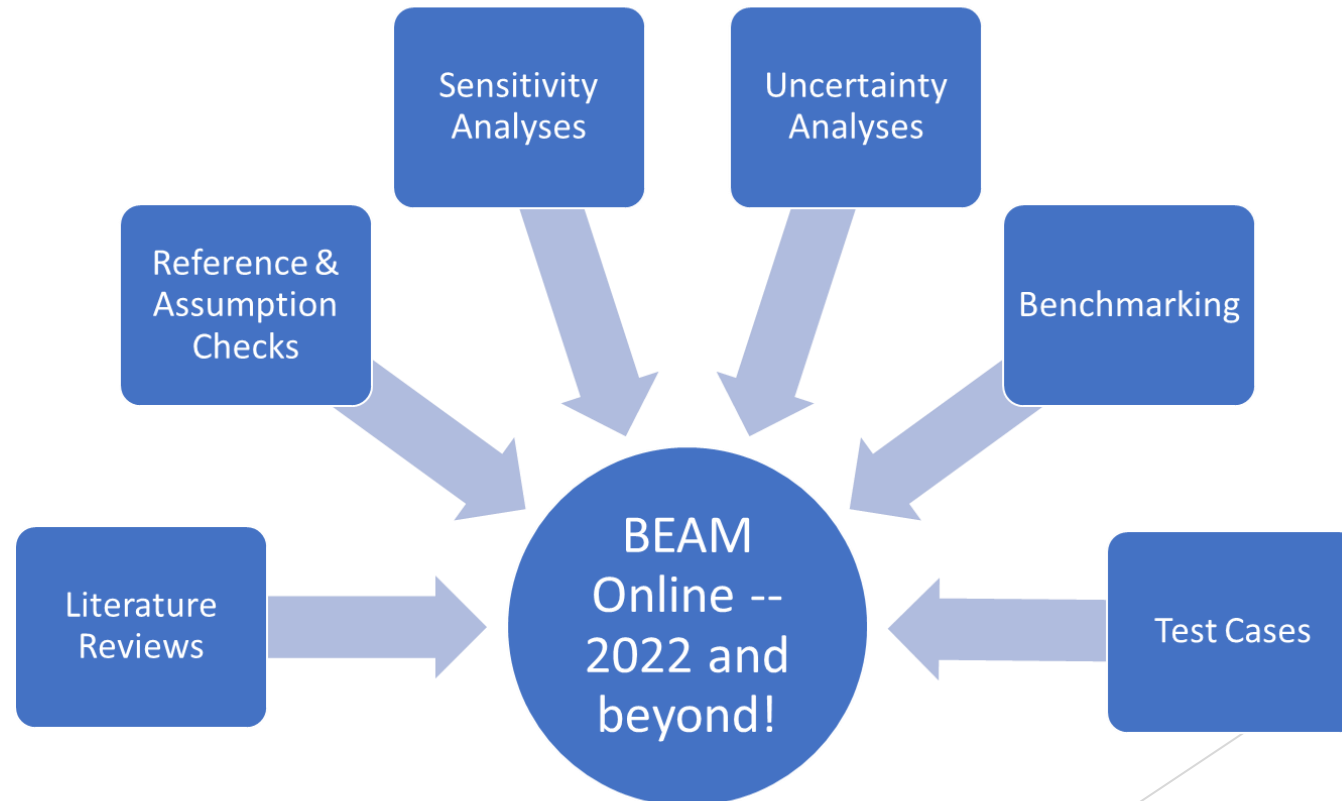 Sensitivity
Analyses
Uncertainty
Analyses
Reference &
Assumption
Checks
Benchmarking
Literature
Reviews
BEAM
Online --
2022 and
beyond!
Test Cases